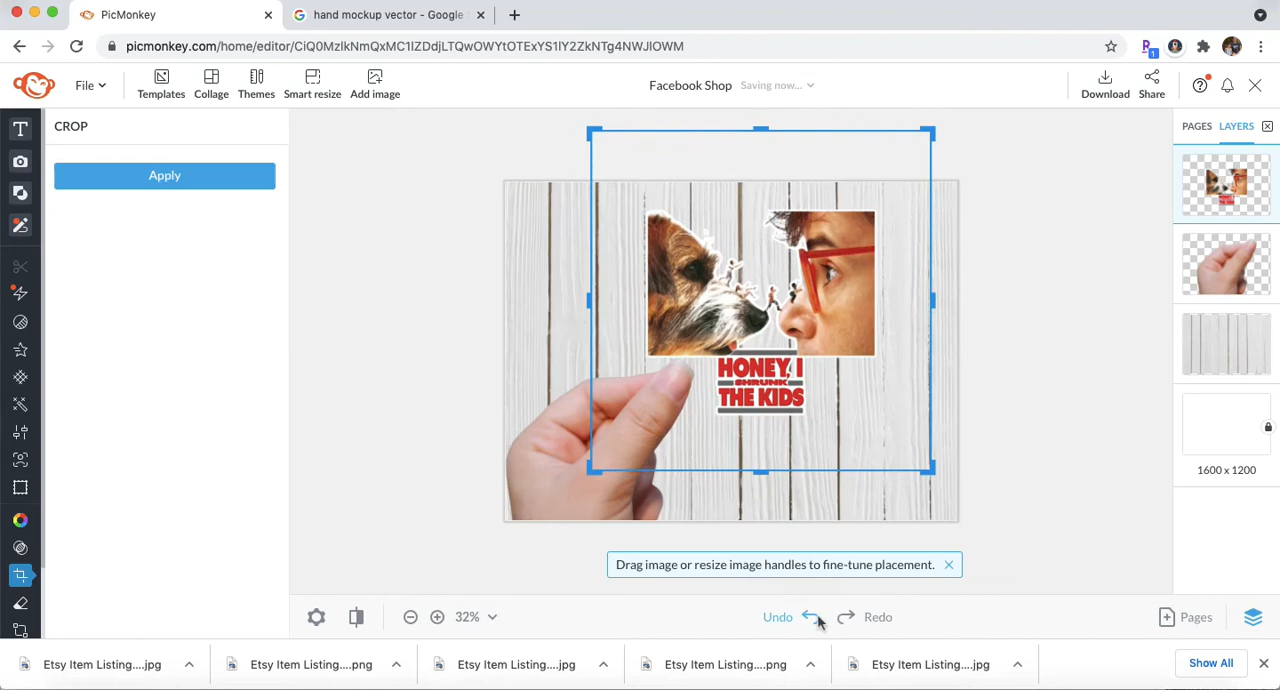 PicMonkey
hand mockup vector - Google
picmonkey.com/home/editor/CiQ0MzlkNmQxMC1lZDdjLTQwOWYtOTExYS1lY2ZkNTg4NWJlOWM
1
File
Templates
Collage
Themes
Smart resize
Add image
Facebook Shop
Saving now...
Download
Share
CROP
Apply
PAGES
LAYERS
HONEY, I
SHRUNK
THE KIDS
1600 x 1200
Drag image or resize image handles to fine-tune placement.
32%
Undo
Redo
Pages
Etsy Item Listing....jpg
Etsy Item Listing....png
Etsy Item Listing....jpg
Etsy Item Listing....png
Etsy Item Listing....jpg
Show All